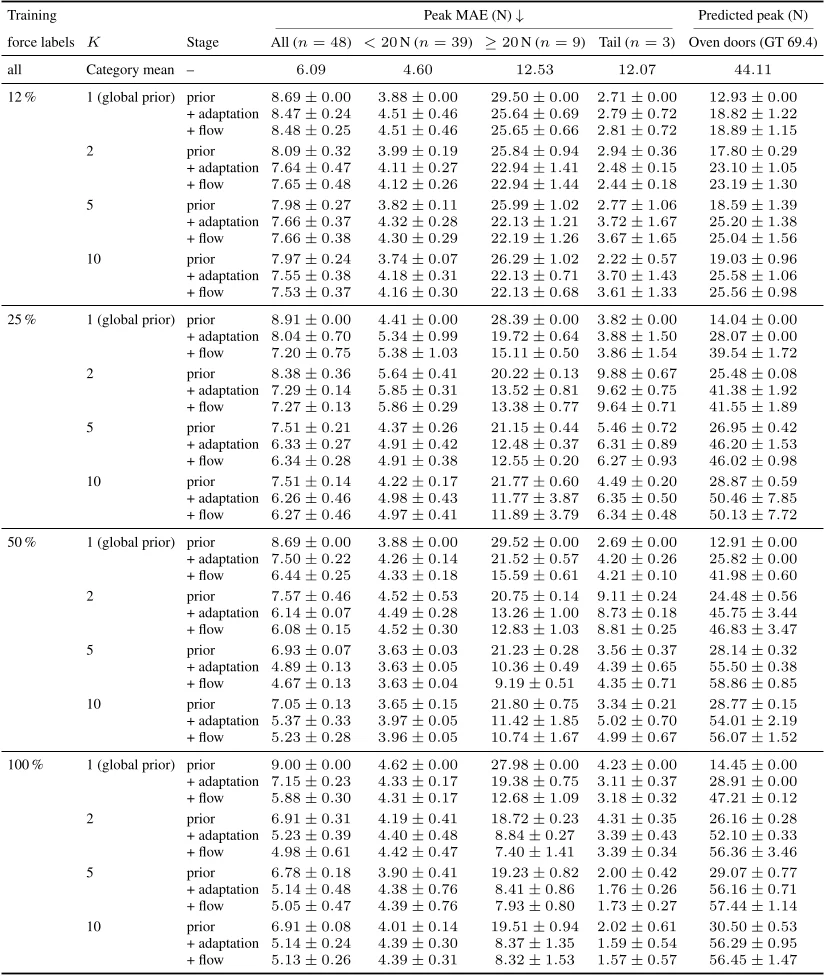 Training Peak MAE (N) ↓ Predicted peak (N)
force labels K Stage All (n = 48) < 20 N (n = 39) ≥ 20 N (n = 9) Tail (n = 3) Oven doors (GT 69.4)
all Category mean – 6.09 4.60 12.53 12.07 44.11
12 % 1 (global prior) prior 8.69 ± 0.00 3.88 ± 0.00 29.50 ± 0.00 2.71 ± 0.00 12.93 ± 0.00
+ adaptation 8.47 ± 0.24 4.51 ± 0.46 25.64 ± 0.69 2.79 ± 0.72 18.82 ± 1.22
+ flow 8.48 ± 0.25 4.51 ± 0.46 25.65 ± 0.66 2.81 ± 0.72 18.89 ± 1.15
2 prior 8.09 ± 0.32 3.99 ± 0.19 25.84 ± 0.94 2.94 ± 0.36 17.80 ± 0.29
+ adaptation 7.64 ± 0.47 4.11 ± 0.27 22.94 ± 1.41 2.48 ± 0.15 23.10 ± 1.05
+ flow 7.65 ± 0.48 4.12 ± 0.26 22.94 ± 1.44 2.44 ± 0.18 23.19 ± 1.30
5 prior 7.98 ± 0.27 3.82 ± 0.11 25.99 ± 1.02 2.77 ± 1.06 18.59 ± 1.39
+ adaptation 7.66 ± 0.37 4.32 ± 0.28 22.13 ± 1.21 3.72 ± 1.67 25.20 ± 1.38
+ flow 7.66 ± 0.38 4.30 ± 0.29 22.19 ± 1.26 3.67 ± 1.65 25.04 ± 1.56
10 prior 7.97 ± 0.24 3.74 ± 0.07 26.29 ± 1.02 2.22 ± 0.57 19.03 ± 0.96
+ adaptation 7.55 ± 0.38 4.18 ± 0.31 22.13 ± 0.71 3.70 ± 1.43 25.58 ± 1.06
+ flow 7.53 ± 0.37 4.16 ± 0.30 22.13 ± 0.68 3.61 ± 1.33 25.56 ± 0.98
25 % 1 (global prior) prior 8.91 ± 0.00 4.41 ± 0.00 28.39 ± 0.00 3.82 ± 0.00 14.04 ± 0.00
+ adaptation 8.04 ± 0.70 5.34 ± 0.99 19.72 ± 0.64 3.88 ± 1.50 28.07 ± 0.00
+ flow 7.20 ± 0.75 5.38 ± 1.03 15.11 ± 0.50 3.86 ± 1.54 39.54 ± 1.72
2 prior 8.38 ± 0.36 5.64 ± 0.41 20.22 ± 0.13 9.88 ± 0.67 25.48 ± 0.08
+ adaptation 7.29 ± 0.14 5.85 ± 0.31 13.52 ± 0.81 9.62 ± 0.75 41.38 ± 1.92
+ flow 7.27 ± 0.13 5.86 ± 0.29 13.38 ± 0.77 9.64 ± 0.71 41.55 ± 1.89
5 prior 7.51 ± 0.21 4.37 ± 0.26 21.15 ± 0.44 5.46 ± 0.72 26.95 ± 0.42
+ adaptation 6.33 ± 0.27 4.91 ± 0.42 12.48 ± 0.37 6.31 ± 0.89 46.20 ± 1.53
+ flow 6.34 ± 0.28 4.91 ± 0.38 12.55 ± 0.20 6.27 ± 0.93 46.02 ± 0.98
10 prior 7.51 ± 0.14 4.22 ± 0.17 21.77 ± 0.60 4.49 ± 0.20 28.87 ± 0.59
+ adaptation 6.26 ± 0.46 4.98 ± 0.43 11.77 ± 3.87 6.35 ± 0.50 50.46 ± 7.85
+ flow 6.27 ± 0.46 4.97 ± 0.41 11.89 ± 3.79 6.34 ± 0.48 50.13 ± 7.72
50 % 1 (global prior) prior 8.69 ± 0.00 3.88 ± 0.00 29.52 ± 0.00 2.69 ± 0.00 12.91 ± 0.00
+ adaptation 7.50 ± 0.22 4.26 ± 0.14 21.52 ± 0.57 4.20 ± 0.26 25.82 ± 0.00
+ flow 6.44 ± 0.25 4.33 ± 0.18 15.59 ± 0.61 4.21 ± 0.10 41.98 ± 0.60
2 prior 7.57 ± 0.46 4.52 ± 0.53 20.75 ± 0.14 9.11 ± 0.24 24.48 ± 0.56
+ adaptation 6.14 ± 0.07 4.49 ± 0.28 13.26 ± 1.00 8.73 ± 0.18 45.75 ± 3.44
+ flow 6.08 ± 0.15 4.52 ± 0.30 12.83 ± 1.03 8.81 ± 0.25 46.83 ± 3.47
5 prior 6.93 ± 0.07 3.63 ± 0.03 21.23 ± 0.28 3.56 ± 0.37 28.14 ± 0.32
+ adaptation 4.89 ± 0.13 3.63 ± 0.05 10.36 ± 0.49 4.39 ± 0.65 55.50 ± 0.38
+ flow 4.67 ± 0.13 3.63 ± 0.04 9.19 ± 0.51 4.35 ± 0.71 58.86 ± 0.85
10 prior 7.05 ± 0.13 3.65 ± 0.15 21.80 ± 0.75 3.34 ± 0.21 28.77 ± 0.15
+ adaptation 5.37 ± 0.33 3.97 ± 0.05 11.42 ± 1.85 5.02 ± 0.70 54.01 ± 2.19
+ flow 5.23 ± 0.28 3.96 ± 0.05 10.74 ± 1.67 4.99 ± 0.67 56.07 ± 1.52
100 % 1 (global prior) prior 9.00 ± 0.00 4.62 ± 0.00 27.98 ± 0.00 4.23 ± 0.00 14.45 ± 0.00
+ adaptation 7.15 ± 0.23 4.33 ± 0.17 19.38 ± 0.75 3.11 ± 0.37 28.91 ± 0.00
+ flow 5.88 ± 0.30 4.31 ± 0.17 12.68 ± 1.09 3.18 ± 0.32 47.21 ± 0.12
2 prior 6.91 ± 0.31 4.19 ± 0.41 18.72 ± 0.23 4.31 ± 0.35 26.16 ± 0.28
+ adaptation 5.23 ± 0.39 4.40 ± 0.48 8.84 ± 0.27 3.39 ± 0.43 52.10 ± 0.33
+ flow 4.98 ± 0.61 4.42 ± 0.47 7.40 ± 1.41 3.39 ± 0.34 56.36 ± 3.46
5 prior 6.78 ± 0.18 3.90 ± 0.41 19.23 ± 0.82 2.00 ± 0.42 29.07 ± 0.77
+ adaptation 5.14 ± 0.48 4.38 ± 0.76 8.41 ± 0.86 1.76 ± 0.26 56.16 ± 0.71
+ flow 5.05 ± 0.47 4.39 ± 0.76 7.93 ± 0.80 1.73 ± 0.27 57.44 ± 1.14
10 prior 6.91 ± 0.08 4.01 ± 0.14 19.51 ± 0.94 2.02 ± 0.61 30.50 ± 0.53
+ adaptation 5.14 ± 0.24 4.39 ± 0.30 8.37 ± 1.35 1.59 ± 0.54 56.29 ± 0.95
+ flow 5.13 ± 0.26 4.39 ± 0.31 8.32 ± 1.53 1.57 ± 0.57 56.45 ± 1.47